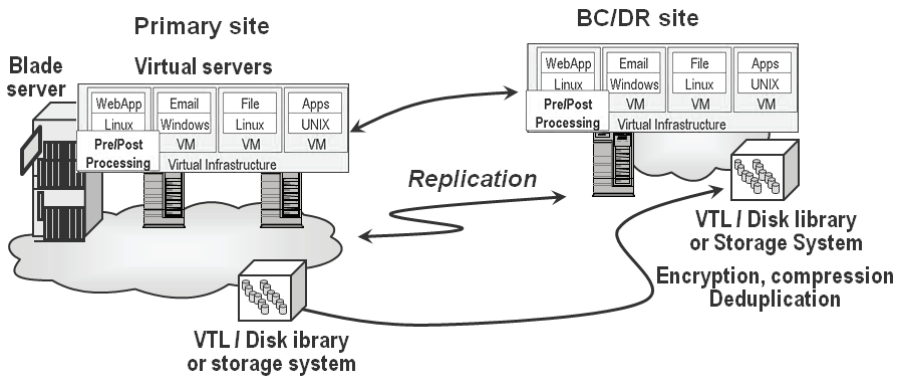 Primary site
BC/DR site
Blade
server
Virtual servers
WebApp
Email
File
Apps
Linux
Windows
Linux
UNIX
Pre/Post
Processing
VM
VM
VM
Virtual Infrastructure
WebApp
Email
File
Apps
Linux
Windows
Linux
UNIX
Pre/Post
Processing
VM
VM
VM
Virtual Infrastructure
Replication
VTL / Disk library
or Storage System
Encryption, compression
Deduplication
VTL / Disk ibrary
or storage system